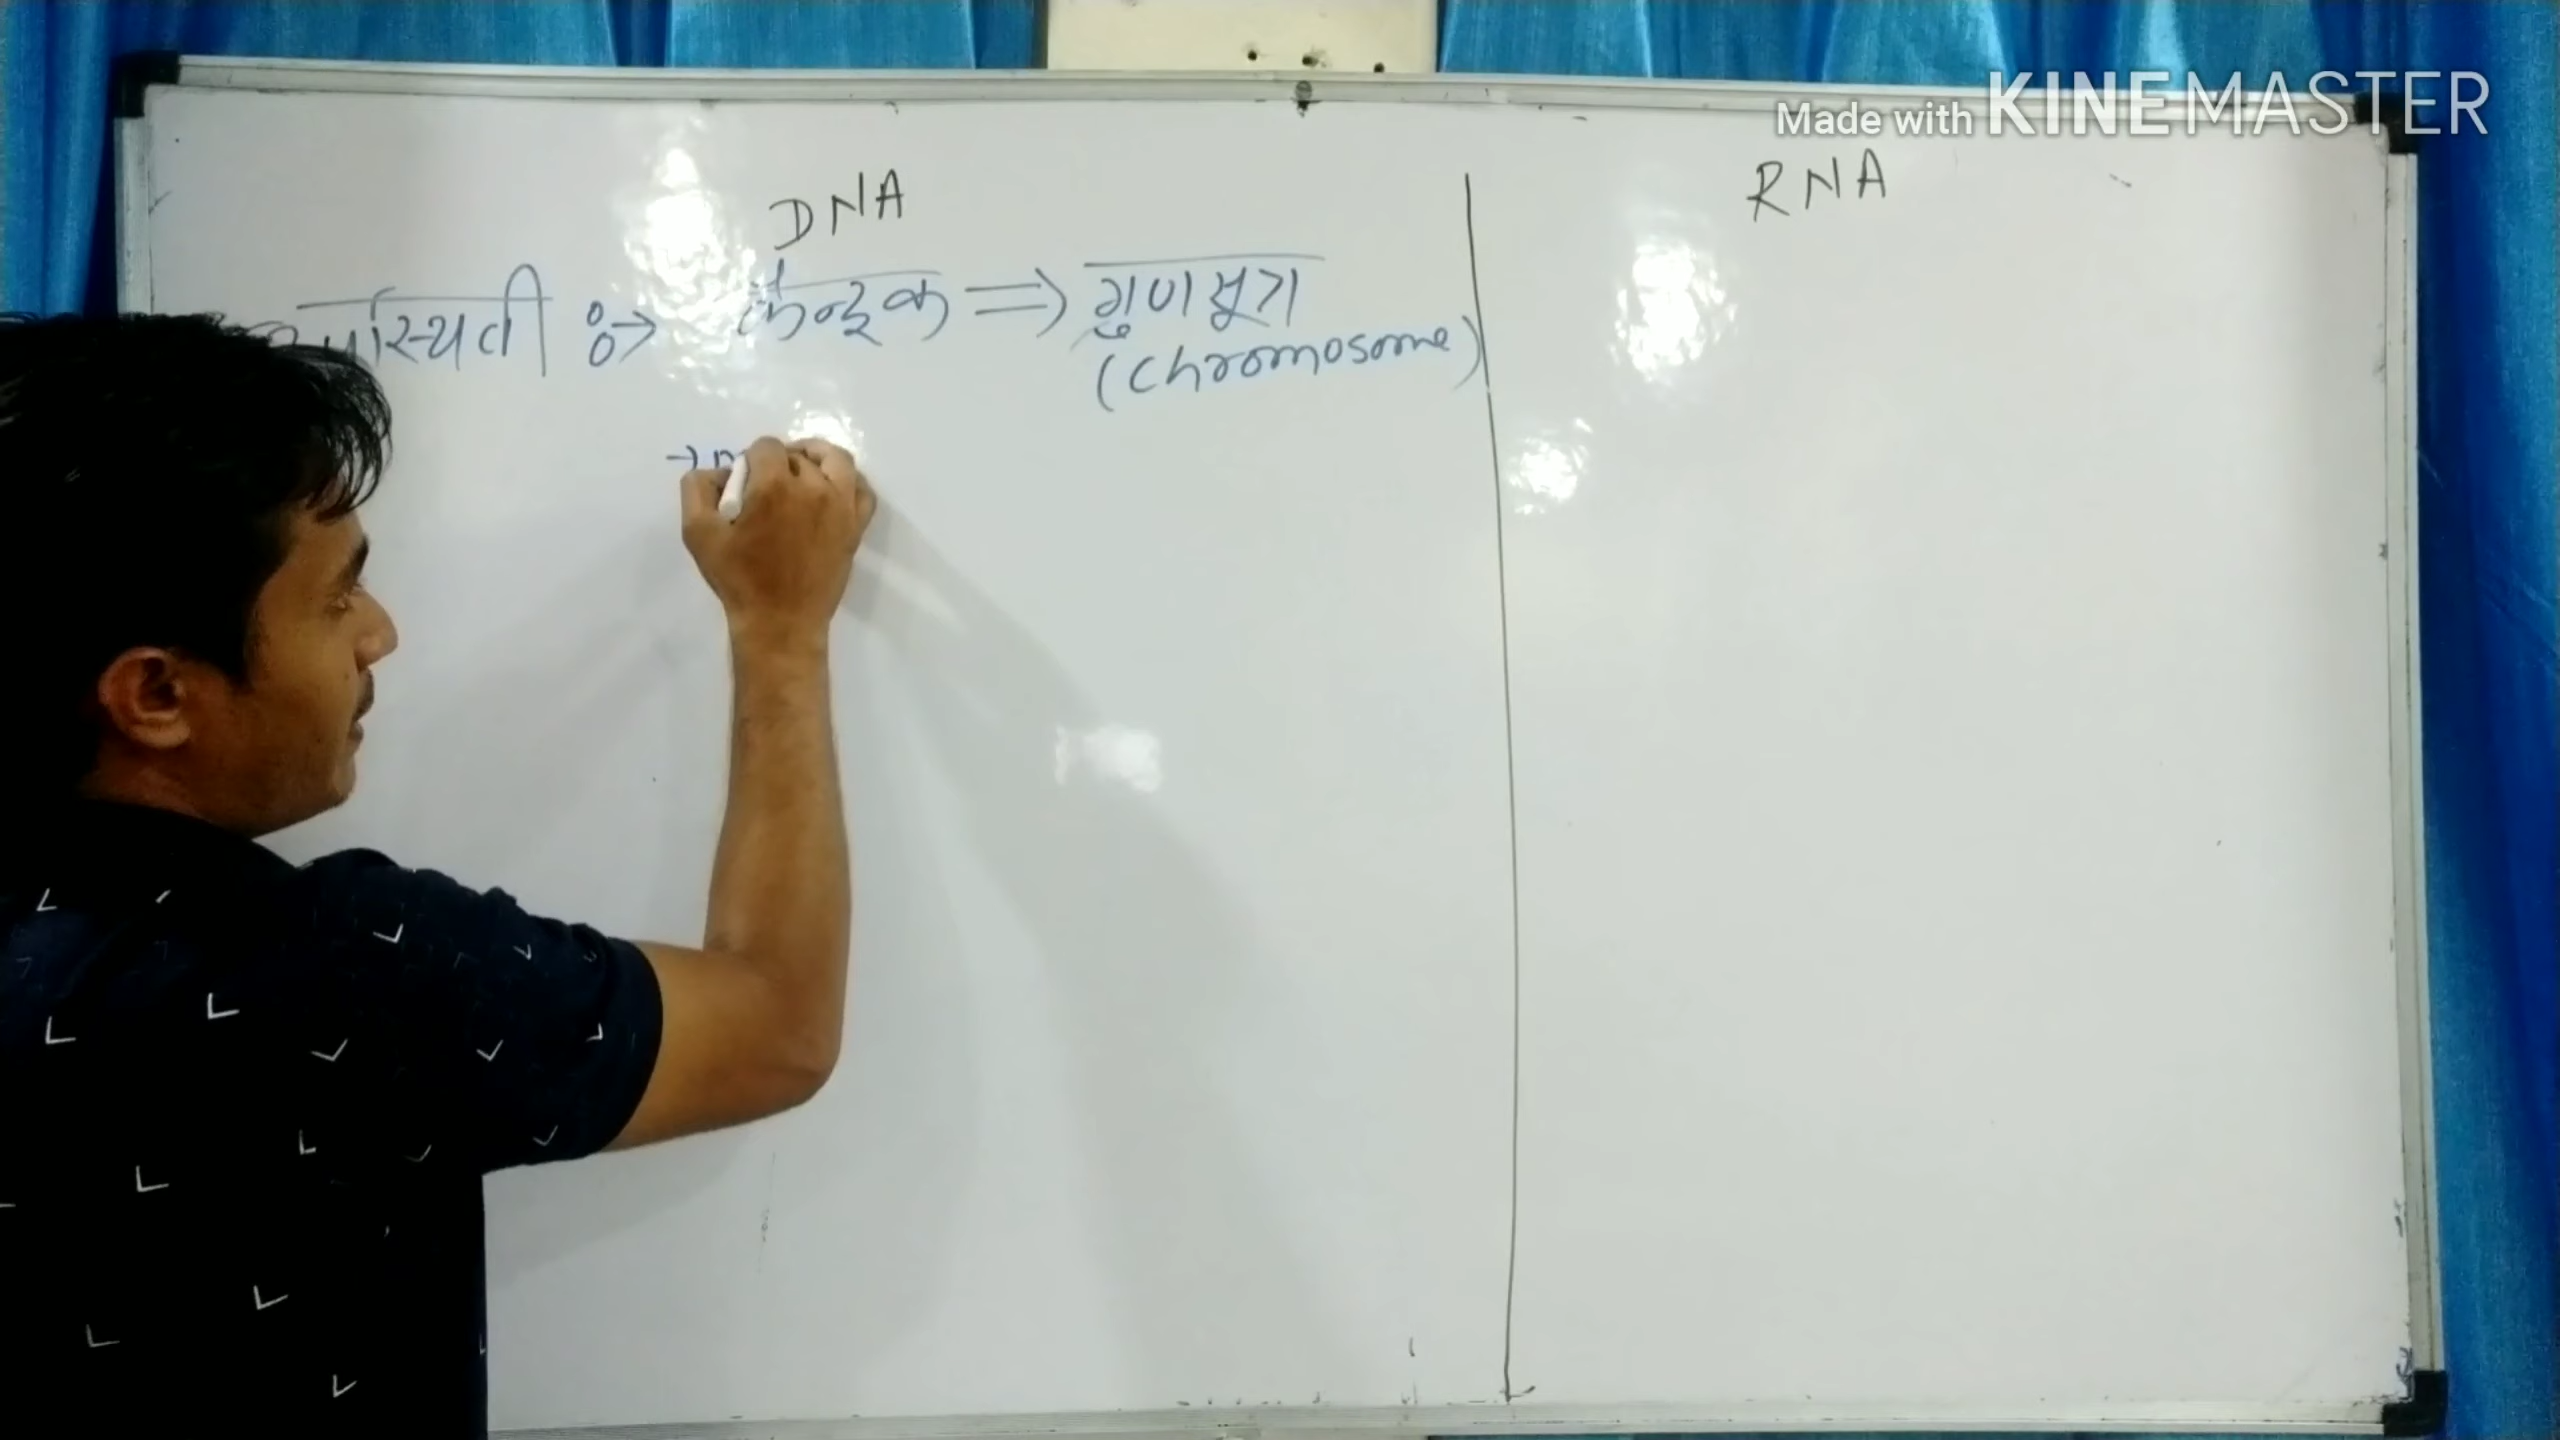 Made with KINEMASTER
DNA
RNA
केन्द्रक ⇒ गुणसूत्र
(chromosome)